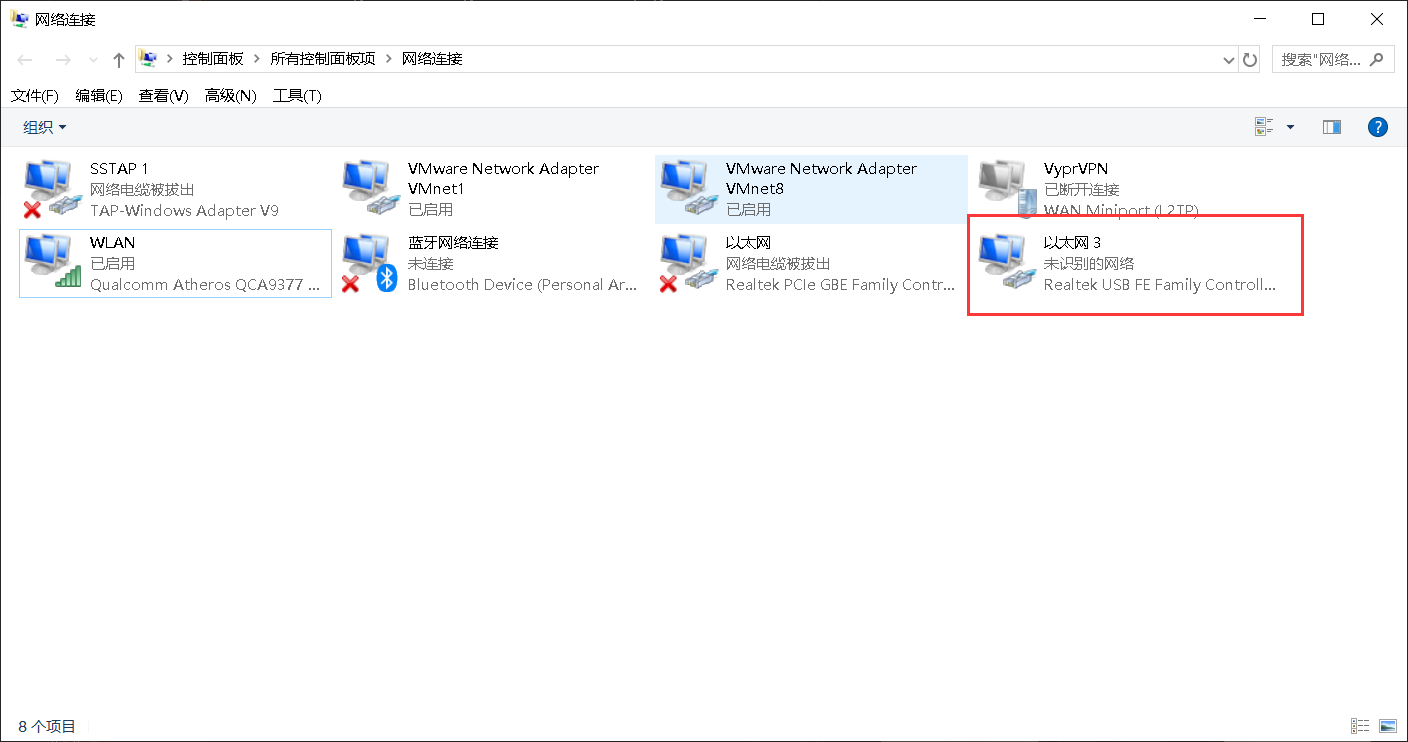 网络连接
控制面板 > 所有控制面板项 > 网络连接
搜索"网络...
文件(F) 编辑(E) 查看(V) 高级(N) 工具(T)
组织
?
SSTAP 1
网络电缆被拔出
TAP-Windows Adapter V9
VMware Network Adapter
VMnet1
已启用
VMware Network Adapter
VMnet8
已启用
VyprVPN
已断开连接
WAN Miniport (L2TP)
WLAN
已启用
Qualcomm Atheros QCA9377 ...
蓝牙网络连接
未连接
Bluetooth Device (Personal Ar...
以太网
网络电缆被拔出
Realtek PCIe GBE Family Contr...
以太网 3
未识别的网络
Realtek USB FE Family Controll...
8 个项目